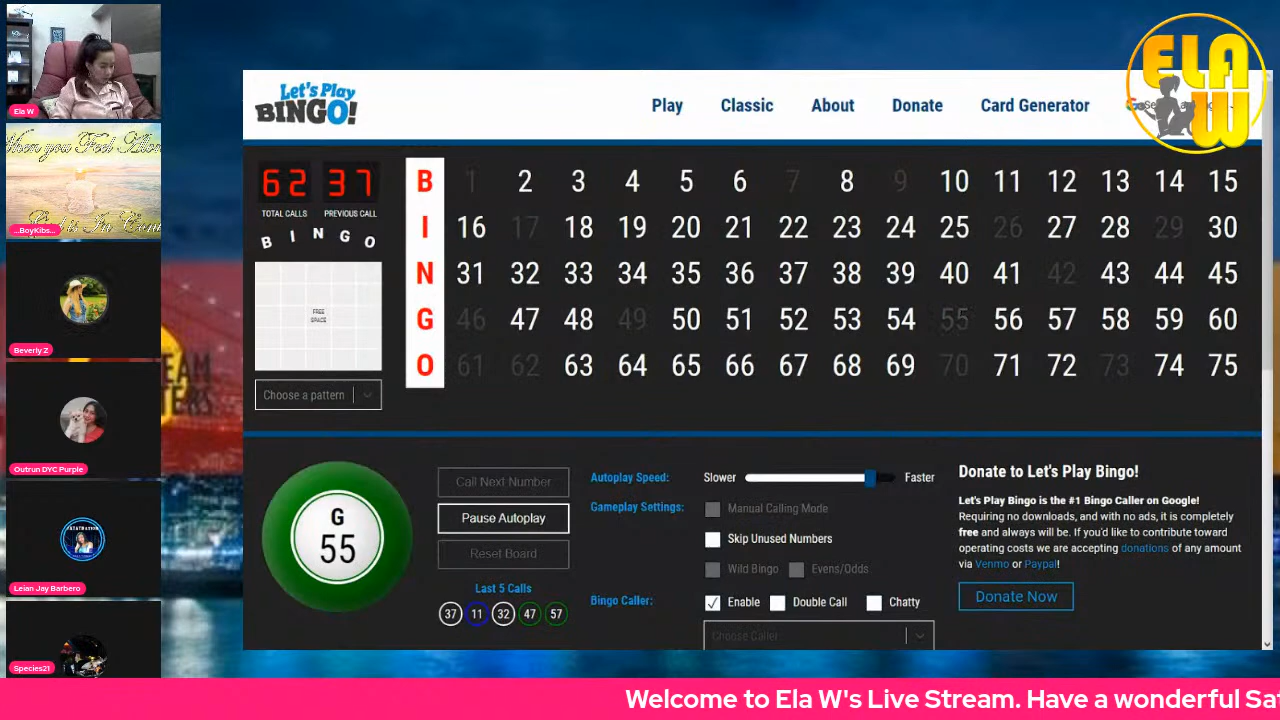 Ela W
When you Feel Alone
...BoyKibs...
Beverly Z
Outrun DYC Purple
Leian Jay Barbero
Species21
ELA
W
Let's Play
BINGO!
Play Classic About Donate Card Generator
62 37
TOTAL CALLS PREVIOUS CALL
B I N G O
FREE
SPACE
Choose a pattern
B 1 2 3 4 5 6 7 8 9 10 11 12 13 14 15
I 16 17 18 19 20 21 22 23 24 25 26 27 28 29 30
N 31 32 33 34 35 36 37 38 39 40 41 42 43 44 45
G 46 47 48 49 50 51 52 53 54 55 56 57 58 59 60
O 61 62 63 64 65 66 67 68 69 70 71 72 73 74 75
G
55
Call Next Number
Pause Autoplay
Reset Board
Last 5 Calls
37 11 32 47 57
Autoplay Speed: Slower Faster
Gameplay Settings: Manual Calling Mode
Skip Unused Numbers
Wild Bingo Evens/Odds
Bingo Caller: Enable Double Call Chatty
Choose Caller
Donate to Let's Play Bingo!
Let's Play Bingo is the #1 Bingo Caller on Google!
Requiring no downloads, and with no ads, it is completely
free and always will be. If you'd like to contribute toward
operating costs we are accepting donations of any amount
via Venmo or Paypal!
Donate Now
Welcome to Ela W's Live Stream. Have a wonderful Sat